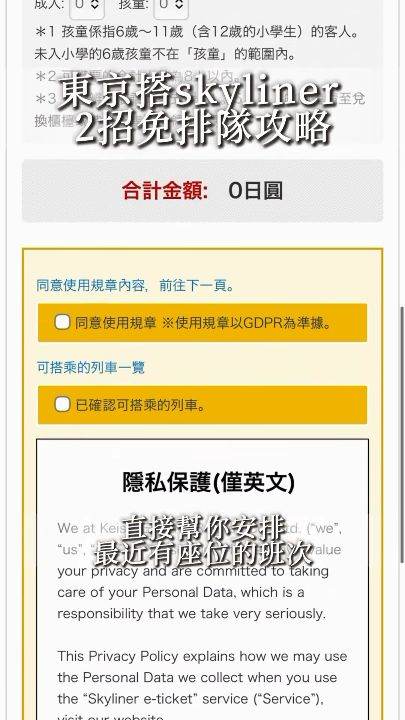 成人: 0 孩童: 0
＊1 孩童係指6歲～11歲（含12歲的小學生）的客人。
未入小學的6歲孩童不在「孩童」的範圍內。
東京搭skyliner
2招免排隊攻略
合計金額: 0日圓
同意使用規章內容，前往下一頁。
同意使用規章 ※使用規章以GDPR為準據。
可搭乘的列車一覽
已確認可搭乘的列車。
隱私保護(僅英文)
We at Keis td. (“we”,
直接幫你安排
“us”, value
最近有座位的班次
your privacy and are committed to taking
care of your Personal Data, which is a
responsibility that we take very seriously.
This Privacy Policy explains how we may use
the Personal Data we collect when you use
the “Skyliner e-ticket” service (“Service”),
visit our website